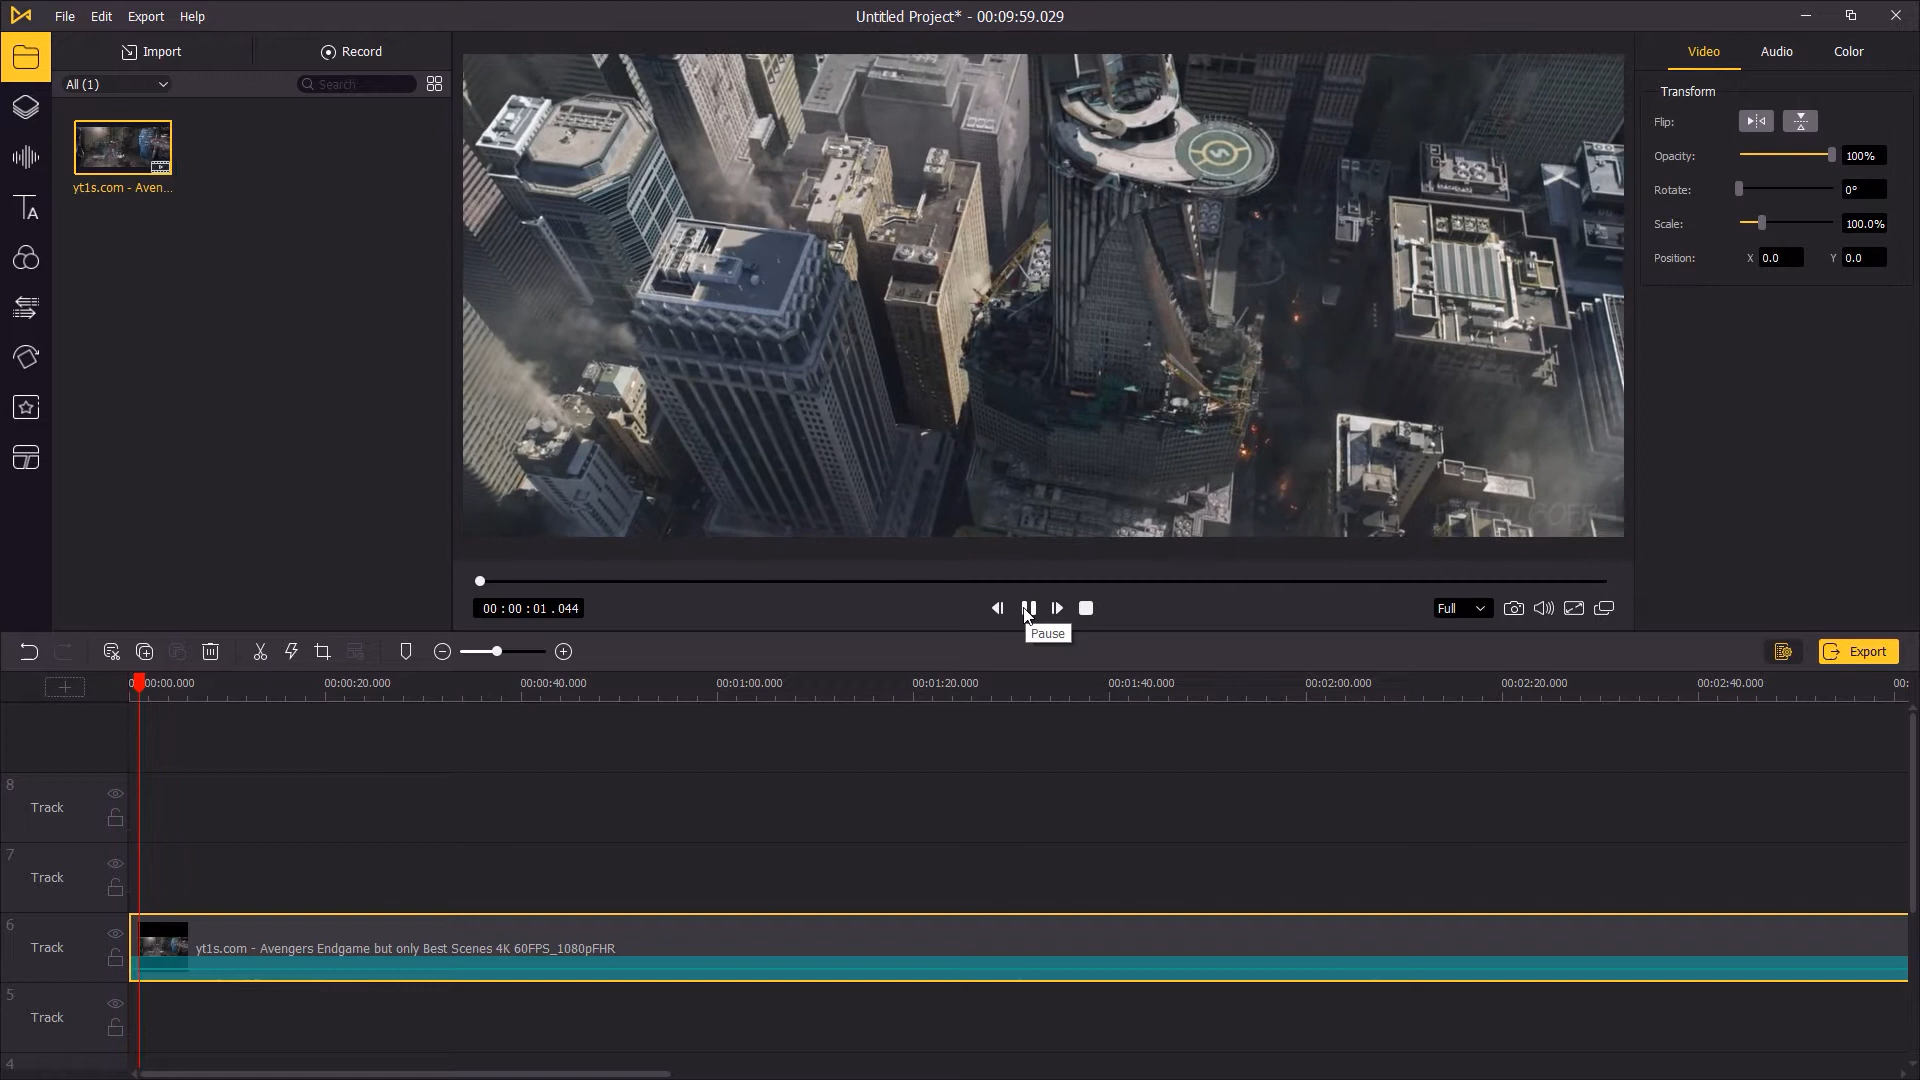 File Edit Export Help
Untitled Project* - 00:09:59.029
Import Record
All (1) Search
yt1s.com - Aven...
Video Audio Color
Transform
Flip:
Opacity: 100%
Rotate: 0°
Scale: 100.0%
Position: X 0.0 Y 0.0
00 : 00 : 01 . 044
Full
Pause
Export
00:00:20.000 00:00:40.000 00:01:00.000 00:01:20.000 00:01:40.000 00:02:00.000 00:02:20.000 00:02:40.000 00:
8
Track
7
Track
6
Track yt1s.com - Avengers Endgame but only Best Scenes 4K 60FPS_1080pFHR
5
Track
4